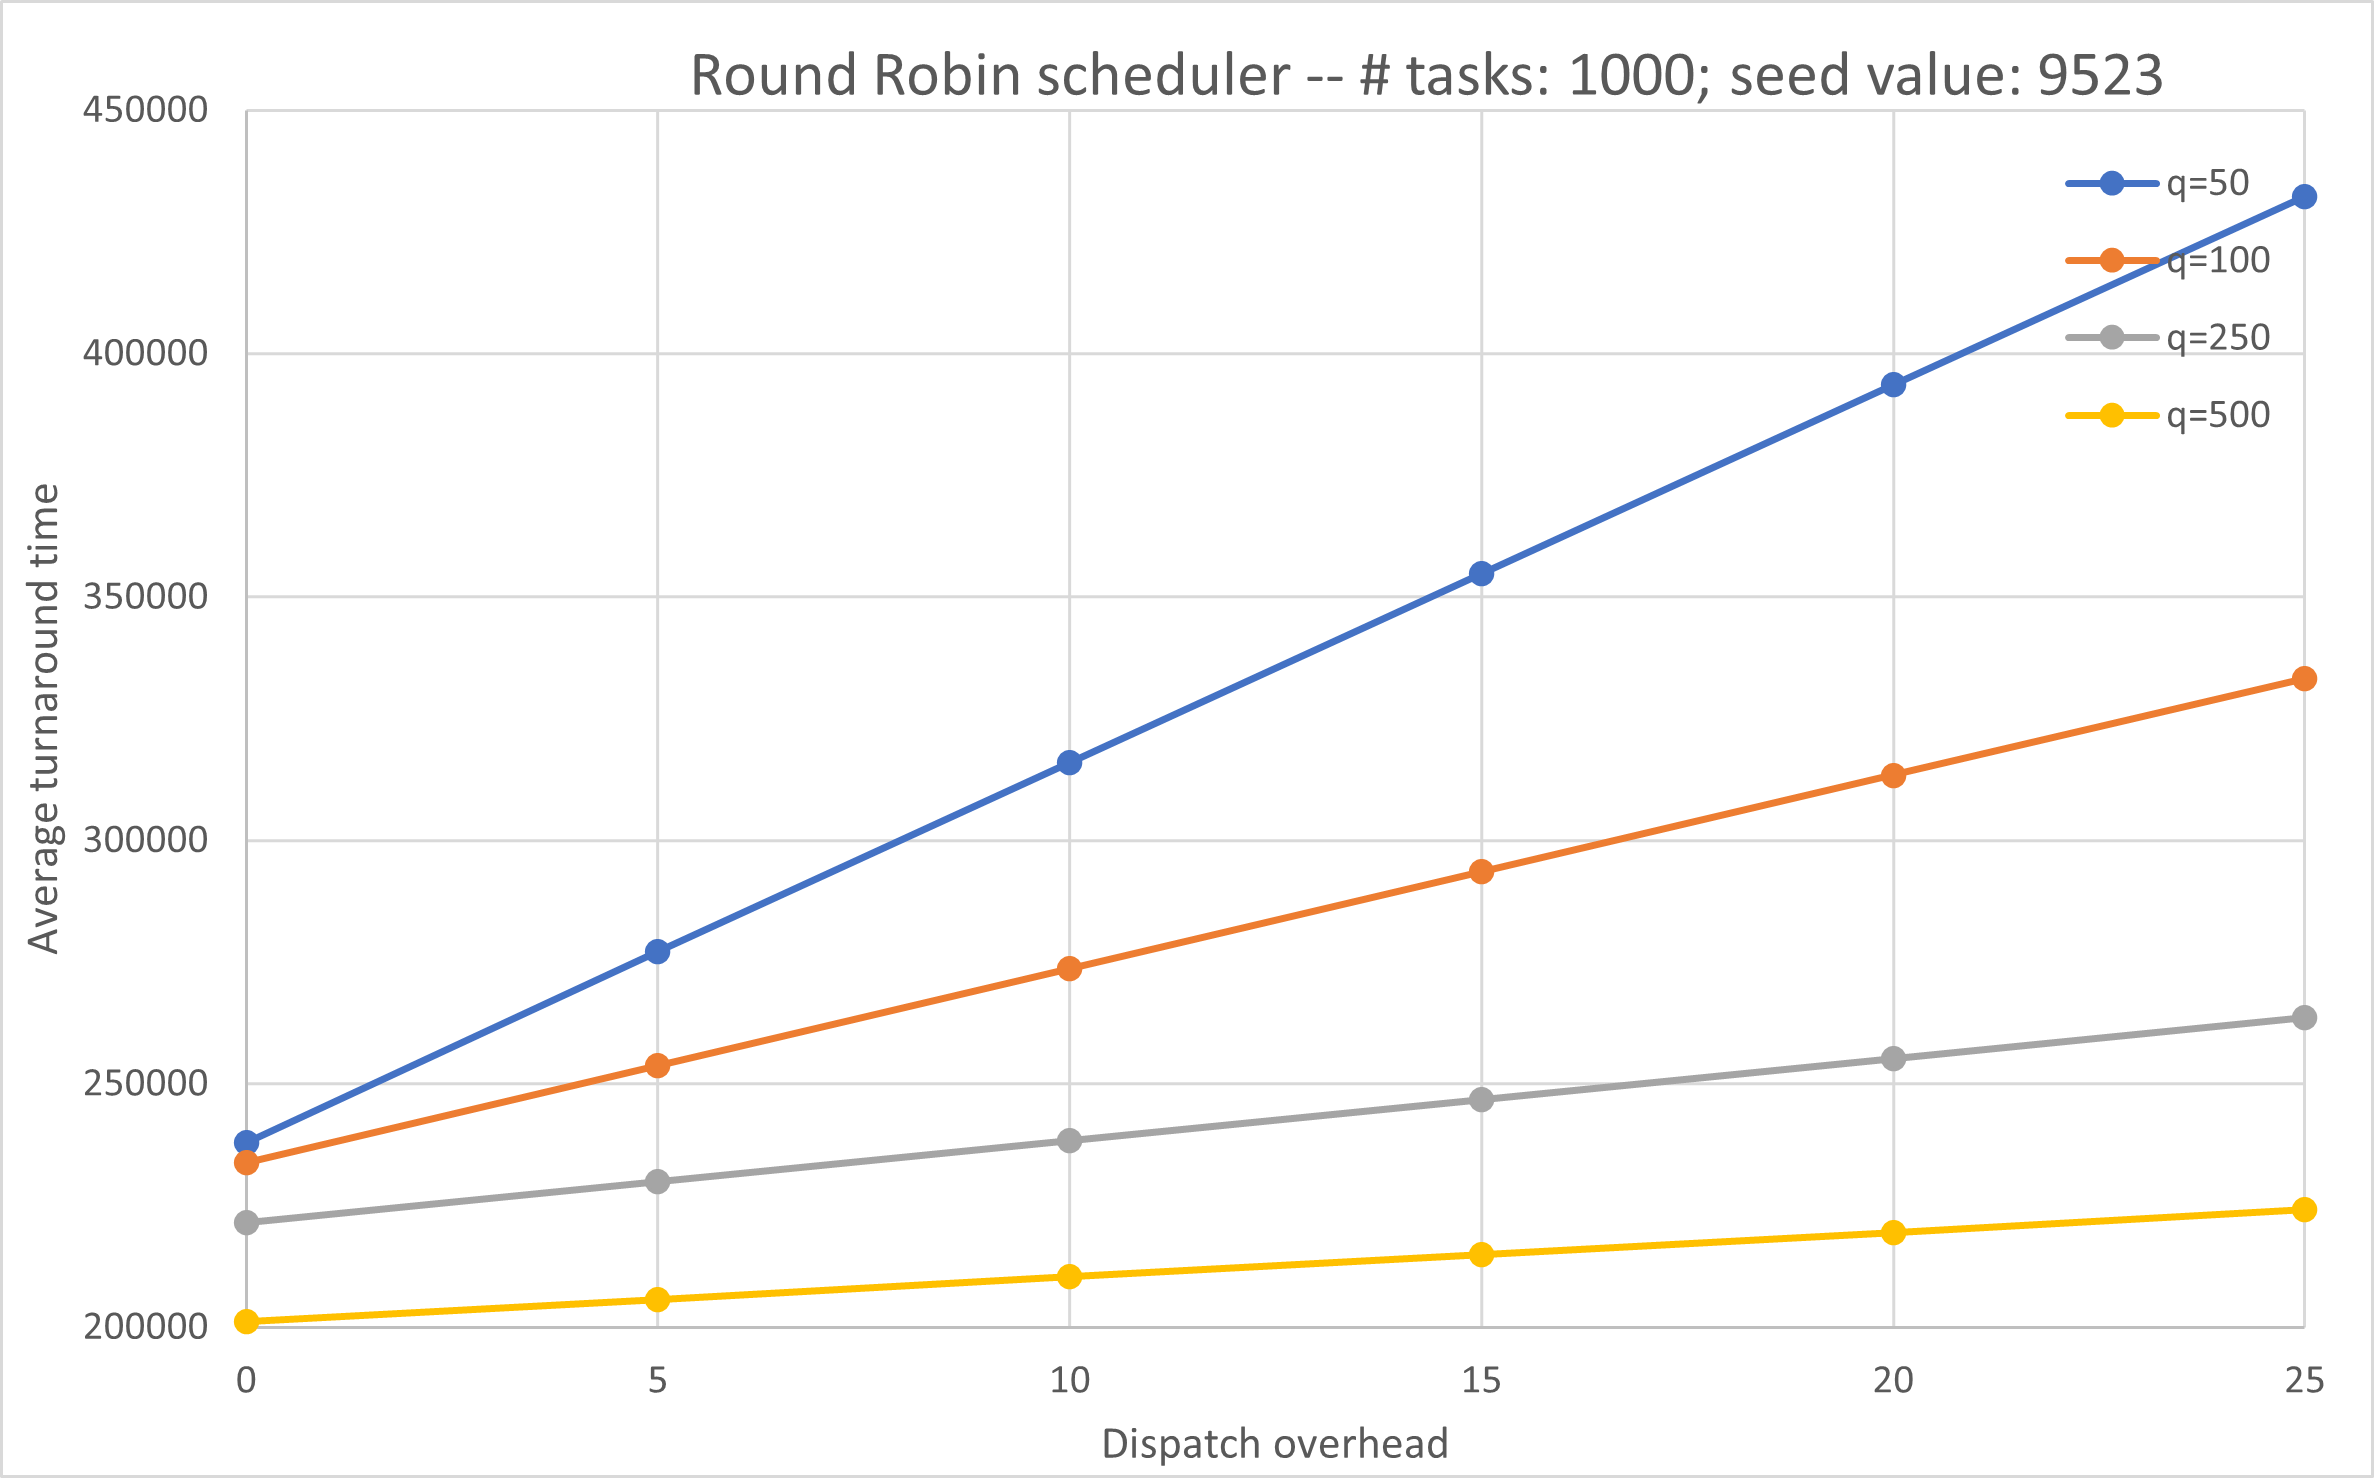 Round Robin scheduler -- # tasks: 1000; seed value: 9523
450000
400000
350000
300000
250000
200000
Average turnaround time
q=50
q=100
q=250
q=500
0 5 10 15 20 25
Dispatch overhead